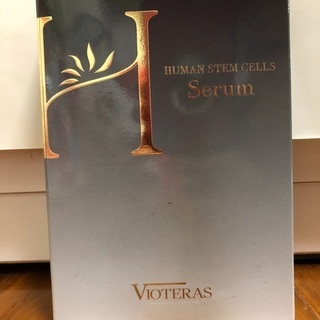 H
HUMAN STEM CELLS
Serum
VIOTERAS